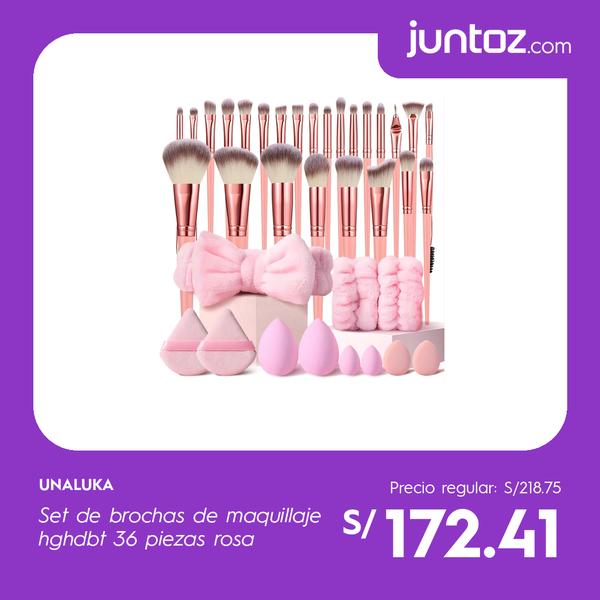 juntoz.com
UNALUKA
Set de brochas de maquillaje
hghdbt 36 piezas rosa
Precio regular: S/218.75
S/172.41